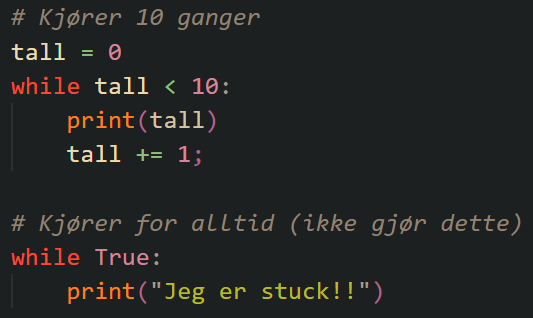 # Kjører 10 ganger
tall = 0
while tall < 10:
    print(tall)
    tall += 1;
# Kjører for alltid (ikke gjør dette)
while True:
    print("Jeg er stuck!!")